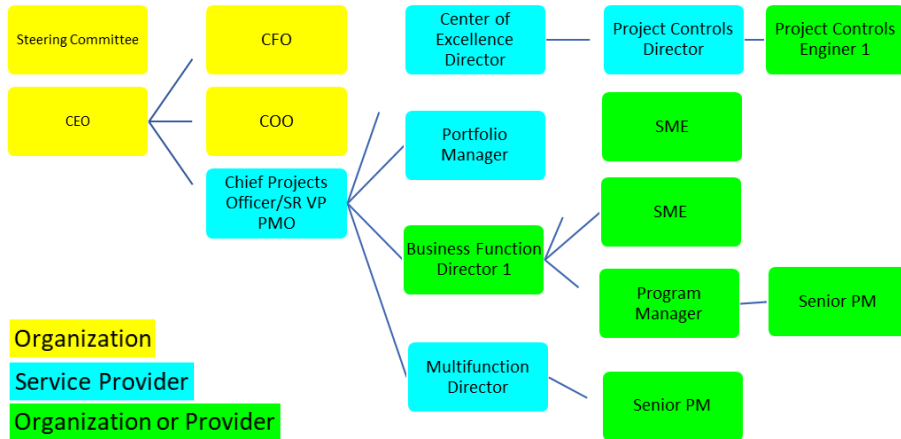 Steering Committee
CFO
Center of
Excellence
Director
Project Controls
Director
Project Controls
Enginer 1
CEO
COO
Portfolio
Manager
SME
Chief Projects
Officer/SR VP
PMO
SME
Business Function
Director 1
Program
Manager
Senior PM
Multifunction
Director
Senior PM
Organization
Service Provider
Organization or Provider